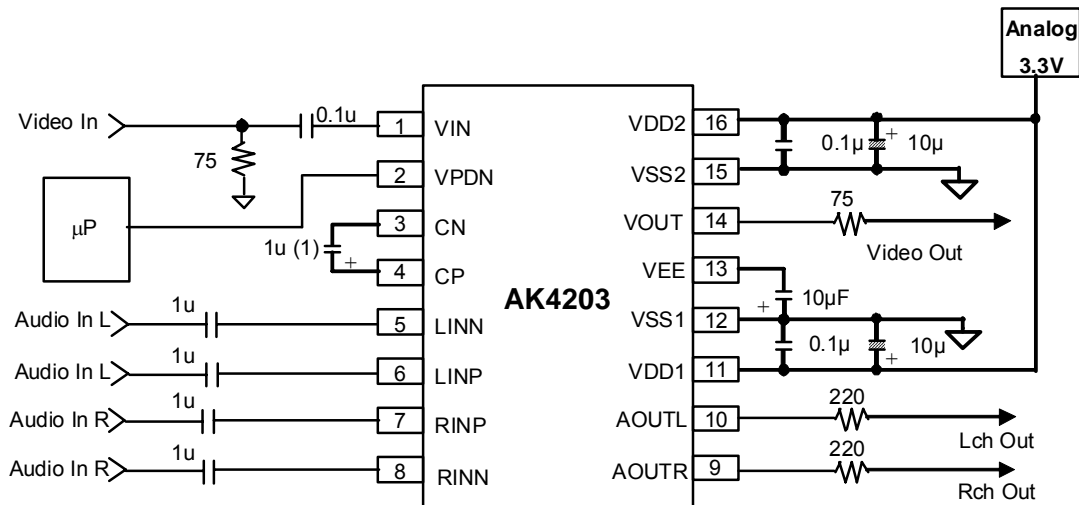 Analog
3.3V
Video In
0.1u
1
VIN
VDD2
16
0.1µ
+
10µ
75
2
VPDN
VSS2
15
µP
3
CN
VOUT
14
75
Video Out
1u (1)
+
4
CP
VEE
13
AK4203
10µF
+
Audio In L
1u
5
LINN
VSS1
12
0.1µ
10µ
+
Audio In L
1u
6
LINP
VDD1
11
Audio In R
1u
7
RINP
AOUTL
10
220
Lch Out
Audio In R
1u
8
RINN
AOUTR
9
220
Rch Out